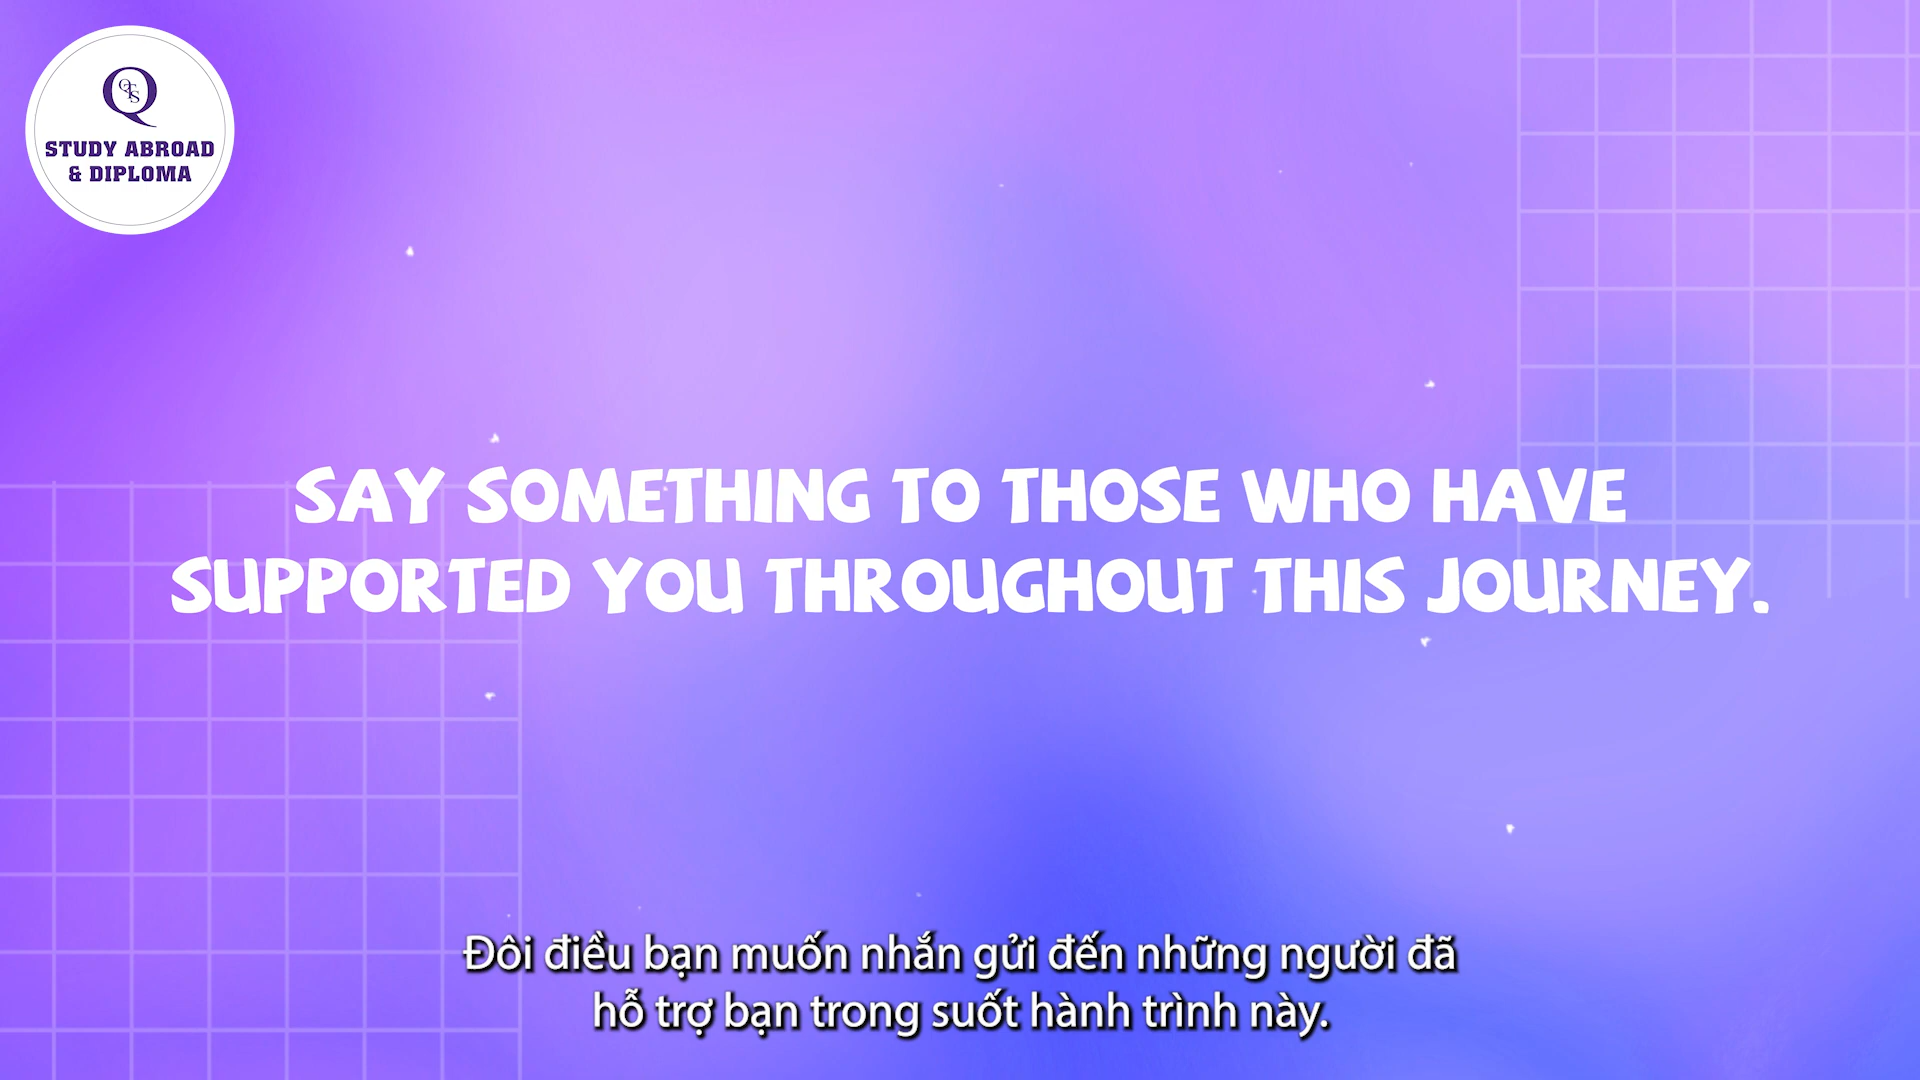 Q
QTS
STUDY ABROAD
& DIPLOMA
SAY SOMETHING TO THOSE WHO HAVE
SUPPORTED YOU THROUGHOUT THIS JOURNEY.
Đôi điều bạn muốn nhắn gửi đến những người đã
hỗ trợ bạn trong suốt hành trình này.